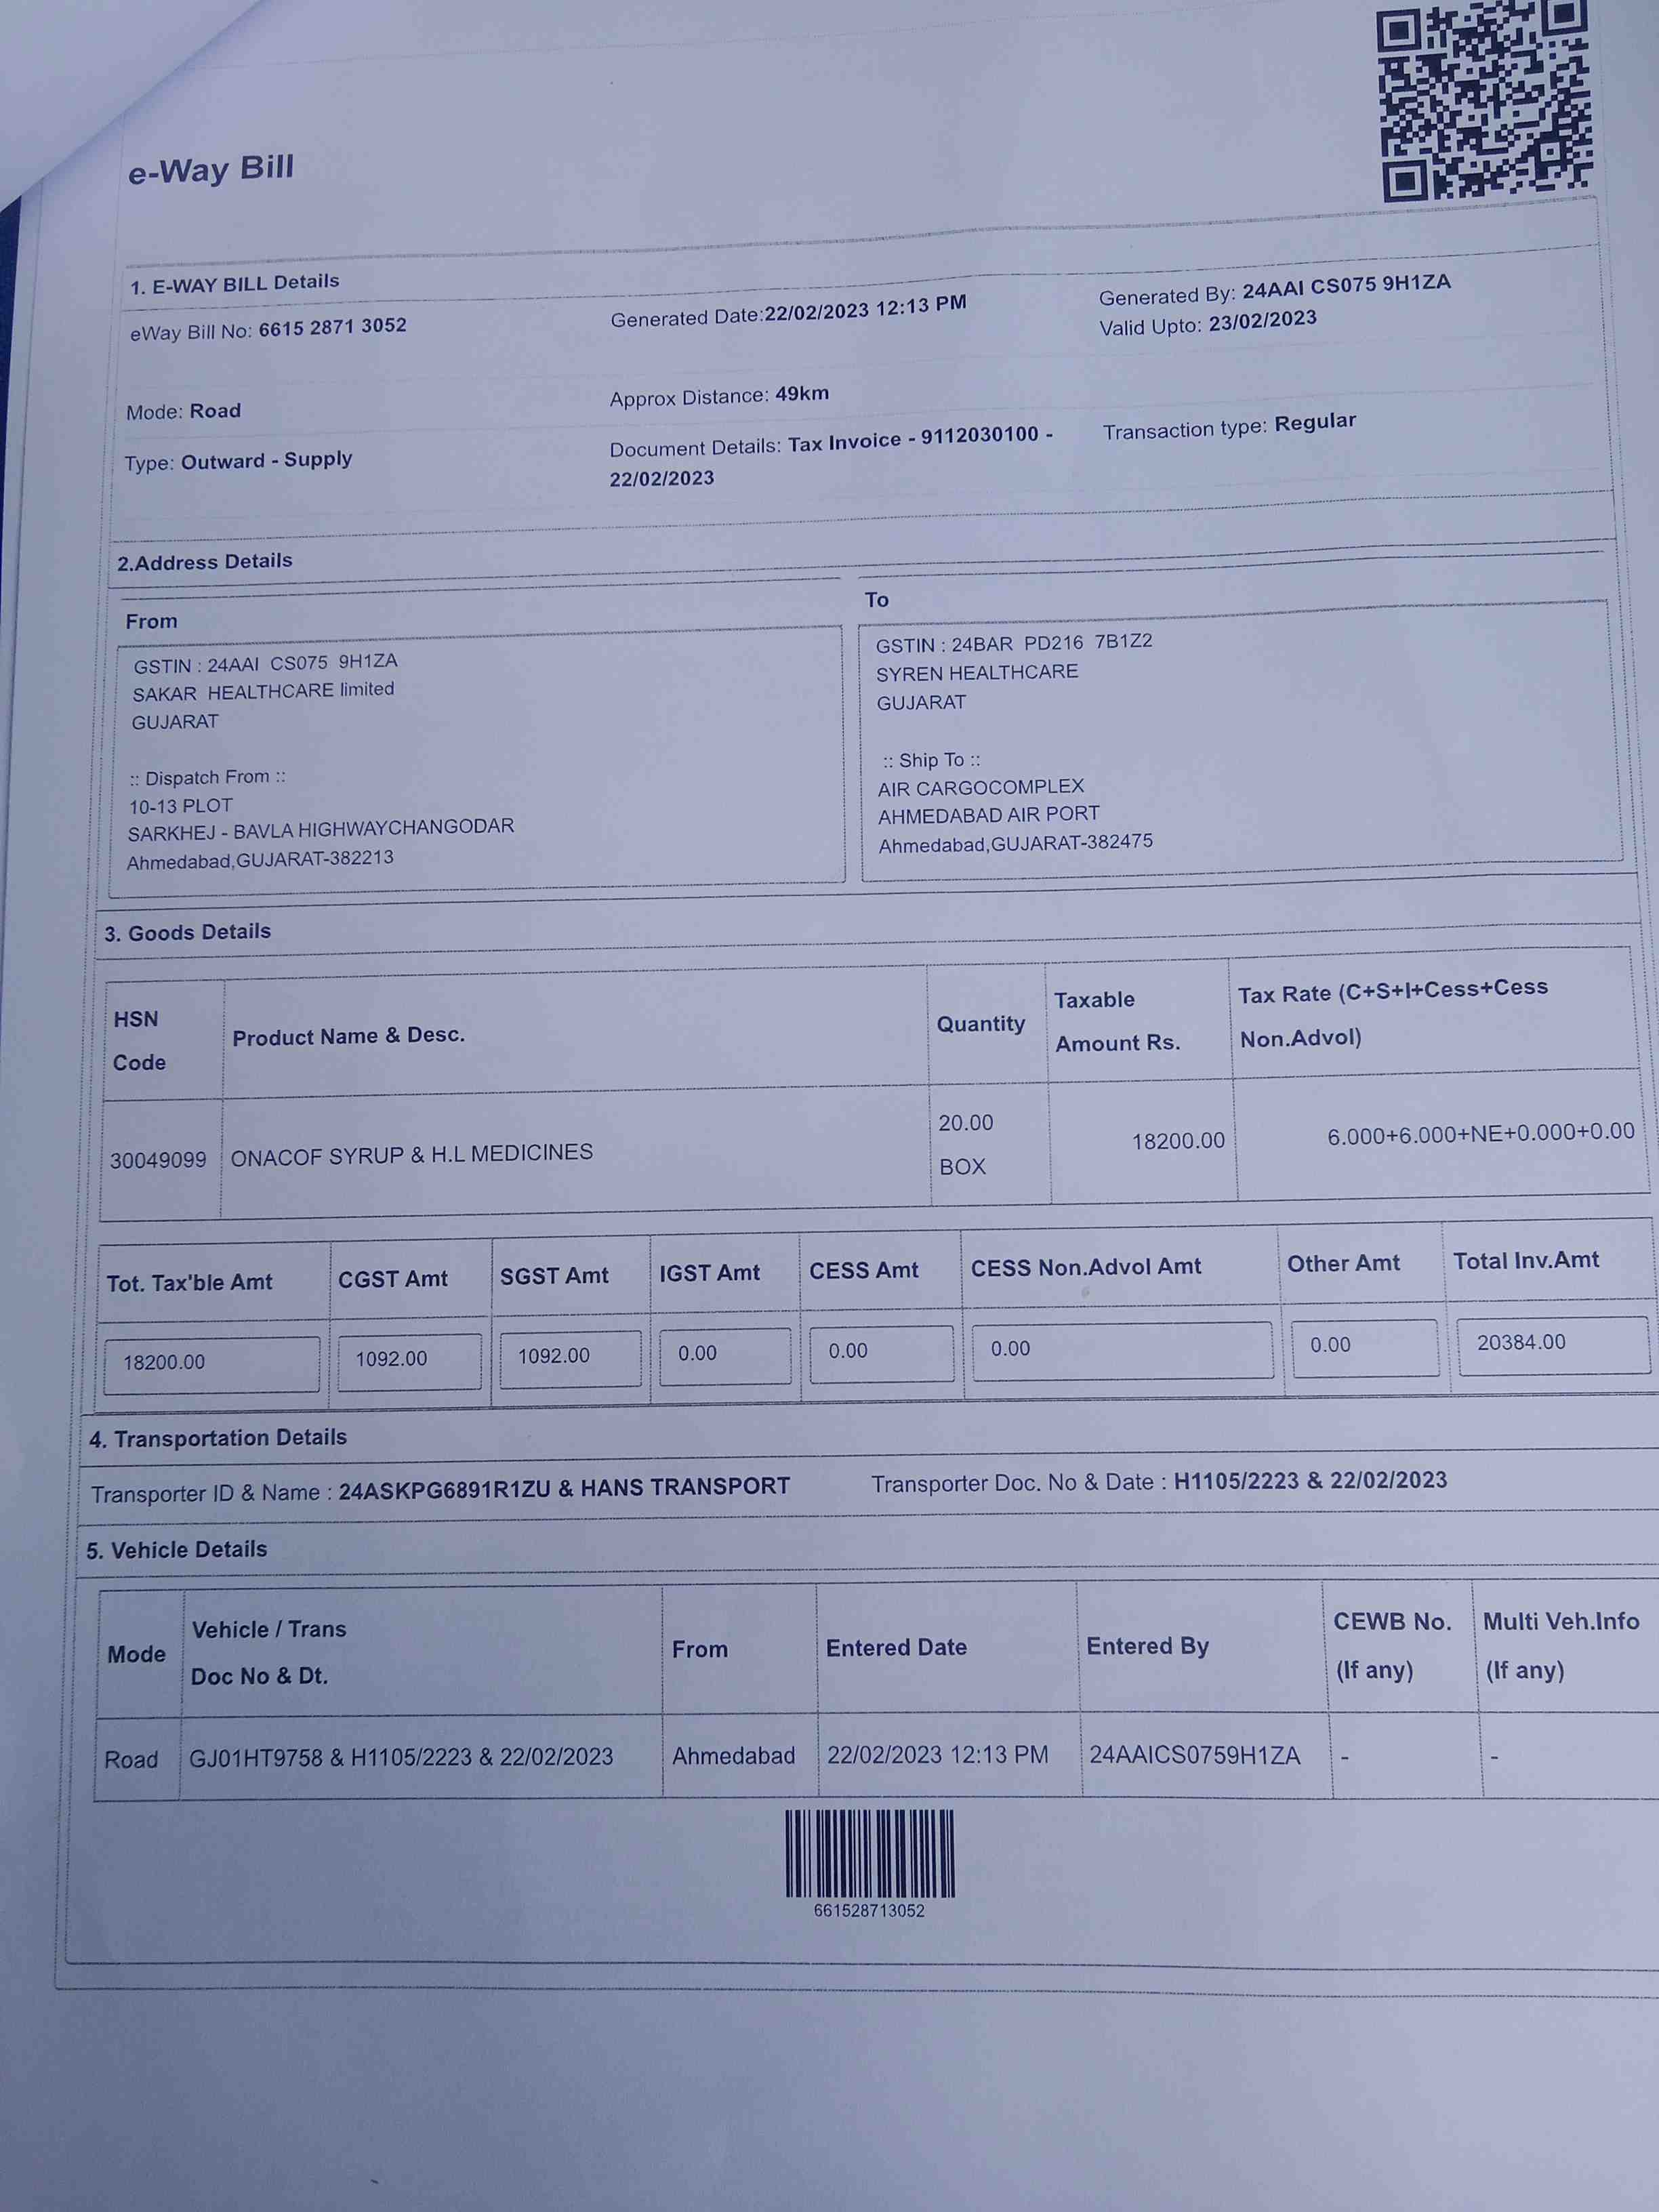 e-Way Bill
1. E-WAY BILL Details
eWay Bill No: 6615 2871 3052
Generated Date:22/02/2023 12:13 PM
Generated By: 24AAI CS075 9H1ZA
Valid Upto: 23/02/2023
Mode: Road
Approx Distance: 49km
Type: Outward - Supply
Document Details: Tax Invoice - 9112030100 -
22/02/2023
Transaction type: Regular
2.Address Details
From
GSTIN : 24AAI CS075 9H1ZA
SAKAR HEALTHCARE limited
GUJARAT
:: Dispatch From ::
10-13 PLOT
SARKHEJ - BAVLA HIGHWAYCHANGODAR
Ahmedabad,GUJARAT-382213
To
GSTIN : 24BAR PD216 7B1Z2
SYREN HEALTHCARE
GUJARAT
:: Ship To ::
AIR CARGOCOMPLEX
AHMEDABAD AIR PORT
Ahmedabad,GUJARAT-382475
3. Goods Details
HSN
Code
Product Name & Desc.
Quantity
Taxable
Amount Rs.
Tax Rate (C+S+I+Cess+Cess
Non.Advol)
30049099
ONACOF SYRUP & H.L MEDICINES
20.00
BOX
18200.00
6.000+6.000+NE+0.000+0.00
Tot. Tax'ble Amt
CGST Amt
SGST Amt
IGST Amt
CESS Amt
CESS Non.Advol Amt
Other Amt
Total Inv.Amt
18200.00
1092.00
1092.00
0.00
0.00
0.00
0.00
20384.00
4. Transportation Details
Transporter ID & Name : 24ASKPG6891R1ZU & HANS TRANSPORT
Transporter Doc. No & Date : H1105/2223 & 22/02/2023
5. Vehicle Details
Mode
Vehicle / Trans
Doc No & Dt.
From
Entered Date
Entered By
CEWB No.
(If any)
Multi Veh.Info
(If any)
Road
GJ01HT9758 & H1105/2223 & 22/02/2023
Ahmedabad
22/02/2023 12:13 PM
24AAICS0759H1ZA
-
-
661528713052